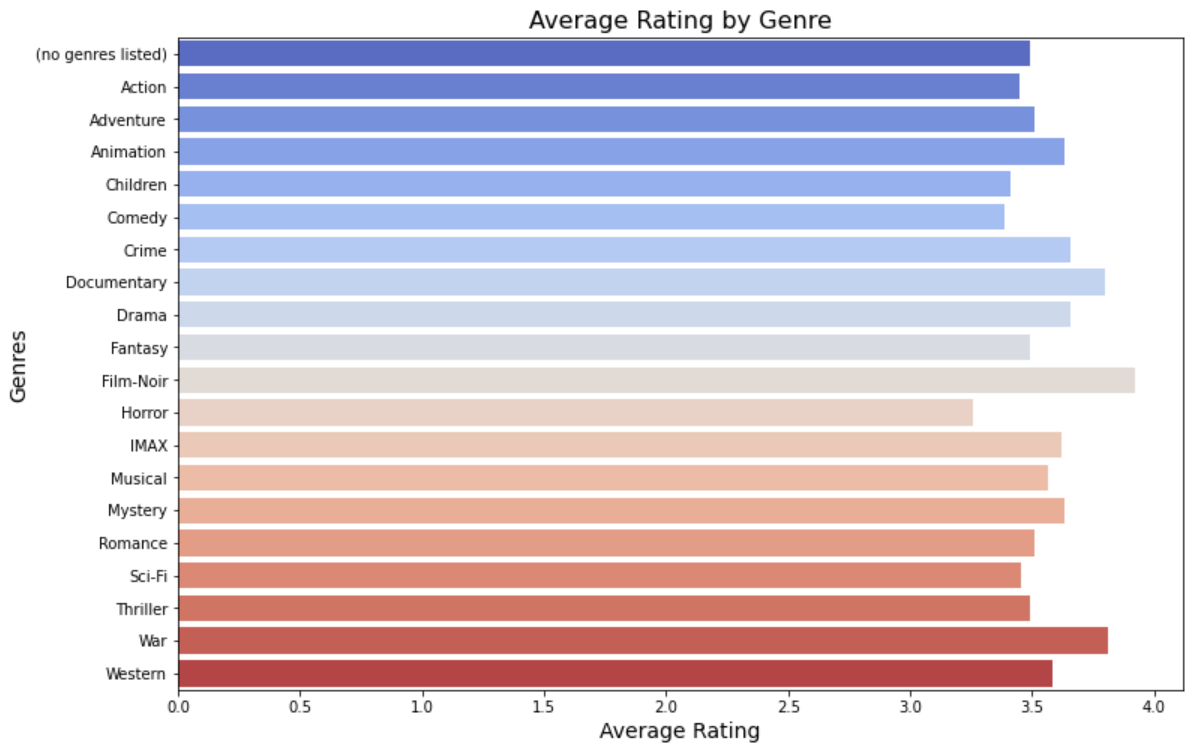 Average Rating by Genre
(no genres listed)
Action
Adventure
Animation
Children
Comedy
Crime
Documentary
Drama
Fantasy
Film-Noir
Horror
IMAX
Musical
Mystery
Romance
Sci-Fi
Thriller
War
Western
Genres
0.0 0.5 1.0 1.5 2.0 2.5 3.0 3.5 4.0
Average Rating